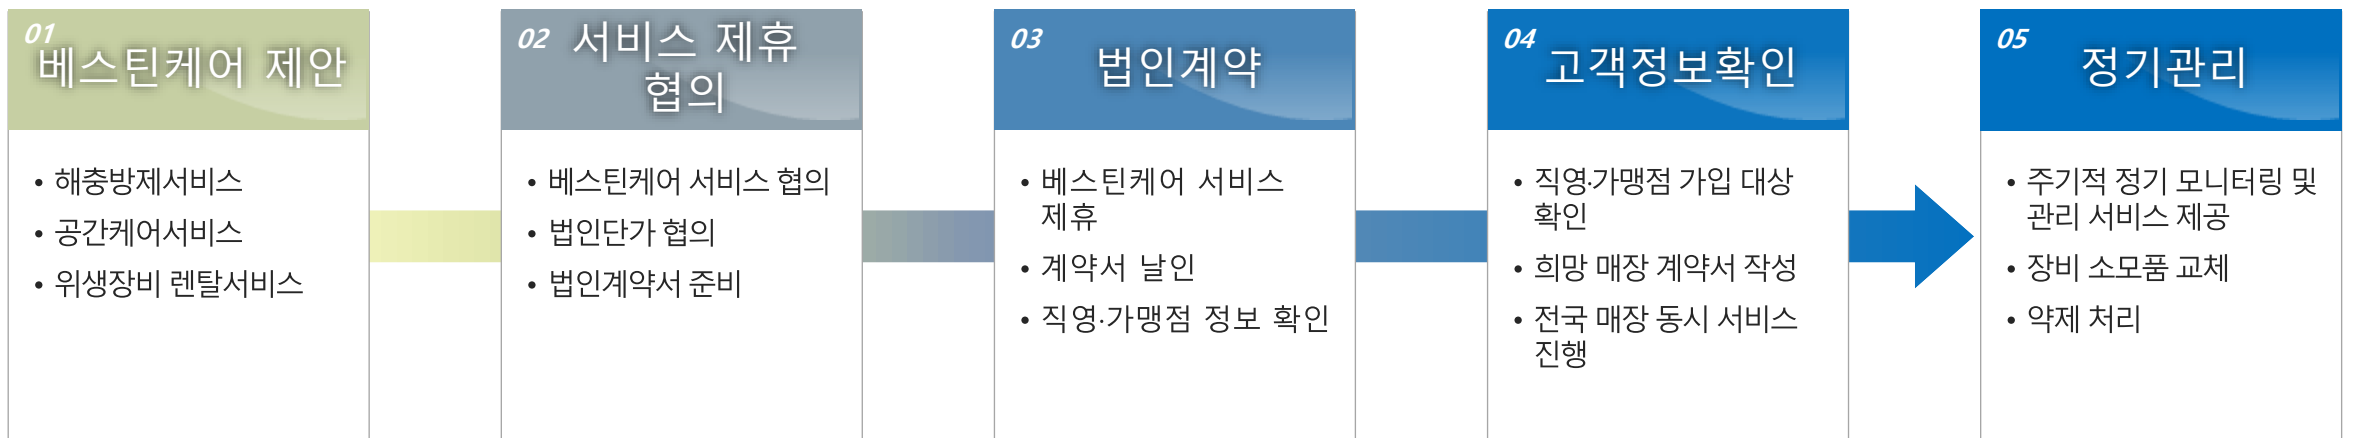 01
베스틴케어 제안
• 해충방제서비스
• 공간케어서비스
• 위생장비 렌탈서비스
02
서비스 제휴
협의
• 베스틴케어 서비스 협의
• 법인단가 협의
• 법인계약서 준비
03
법인계약
• 베스틴케어 서비스
제휴
• 계약서 날인
• 직영·가맹점 정보 확인
04
고객정보확인
• 직영·가맹점 가입 대상
확인
• 희망 매장 계약서 작성
• 전국 매장 동시 서비스
진행
05
정기관리
• 주기적 정기 모니터링 및
관리 서비스 제공
• 장비 소모품 교체
• 약제 처리